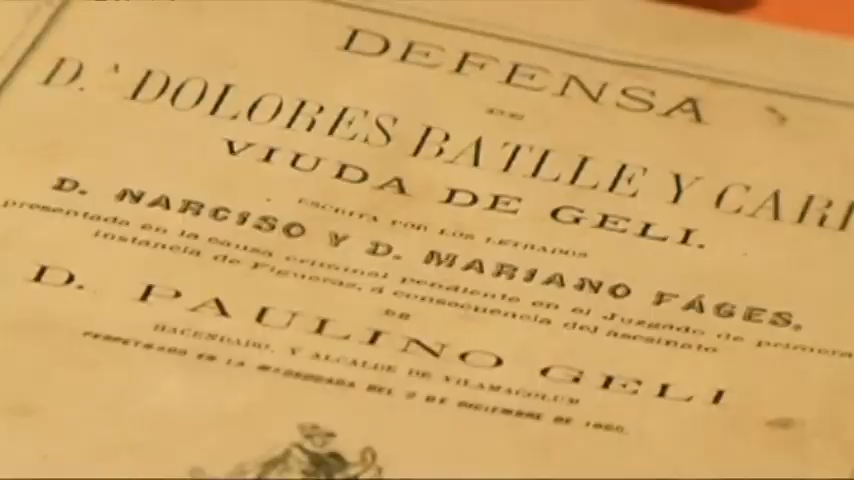 DEFENSA
DE
D.ᴬ DOLORES BATLLE Y CARI
VIUDA DE GELI.
ESCRITA POR LOS LETRADOS
D. NARCISO Y D. MARIANO FÁGES,
presentada en la causa criminal pendiente en el Juzgado de primera
instancia de Figueras, á consecuencia del asesinato
DE
D. PAULINO GELI
HACENDADO, Y ALCALDE DE VILAMACOLUM
PERPETRADO EN LA MADRUGADA DEL 2 DE DICIEMBRE DE